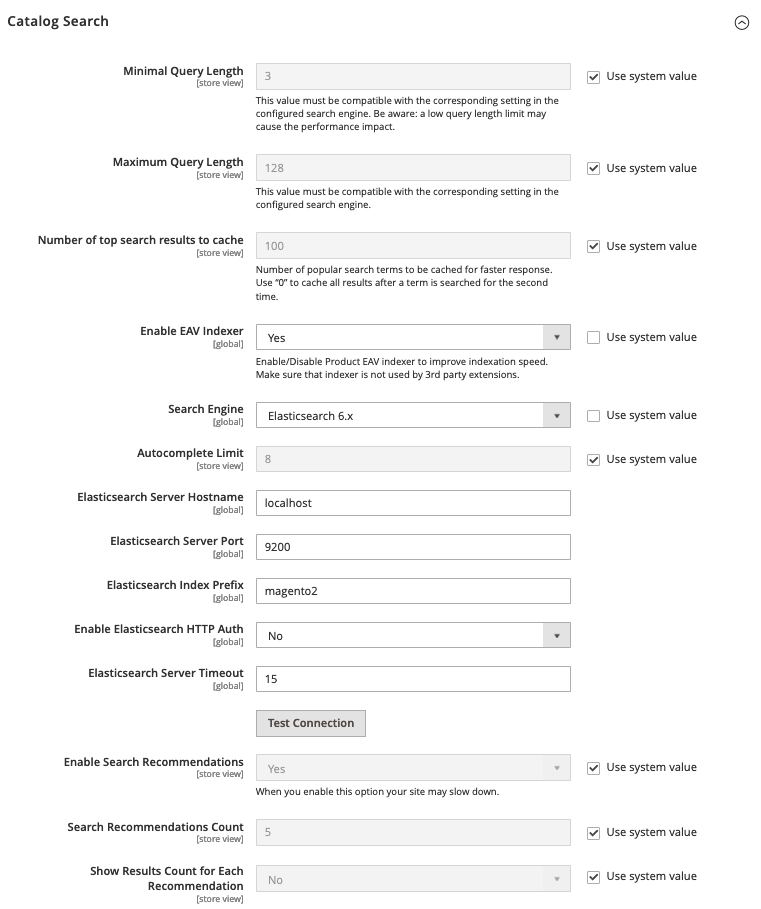 Catalog Search
Minimal Query Length
[store view]
3
Use system value
This value must be compatible with the corresponding setting in the
configured search engine. Be aware: a low query length limit may
cause the performance impact.
Maximum Query Length
[store view]
128
Use system value
This value must be compatible with the corresponding setting in the
configured search engine.
Number of top search results to cache
[store view]
100
Use system value
Number of popular search terms to be cached for faster response.
Use “0” to cache all results after a term is searched for the second
time.
Enable EAV Indexer
[global]
Yes
Use system value
Enable/Disable Product EAV indexer to improve indexation speed.
Make sure that indexer is not used by 3rd party extensions.
Search Engine
[global]
Elasticsearch 6.x
Use system value
Autocomplete Limit
[store view]
8
Use system value
Elasticsearch Server Hostname
[global]
localhost
Elasticsearch Server Port
[global]
9200
Elasticsearch Index Prefix
[global]
magento2
Enable Elasticsearch HTTP Auth
[global]
No
Elasticsearch Server Timeout
[global]
15
Test Connection
Enable Search Recommendations
[store view]
Yes
Use system value
When you enable this option your site may slow down.
Search Recommendations Count
[store view]
5
Use system value
Show Results Count for Each
Recommendation
[store view]
No
Use system value